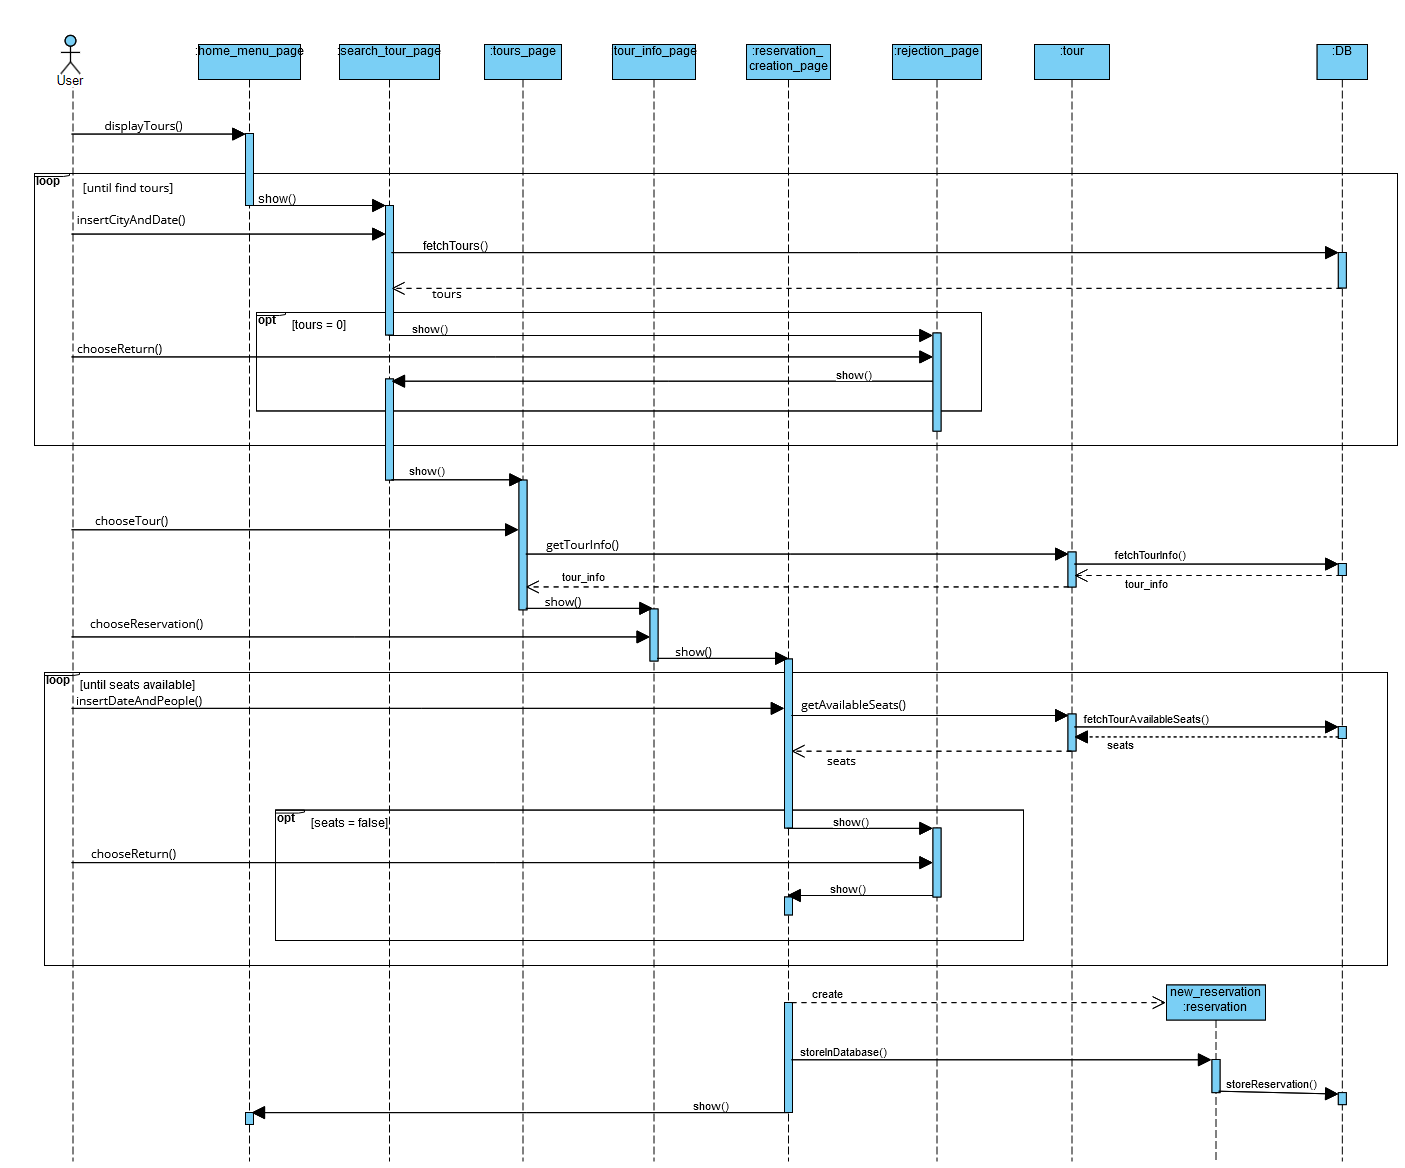 :home_menu_page
:search_tour_page
:tours_page
tour_info_page
:reservation_
creation_page
:rejection_page
:tour
:DB
User
displayTours()
loop
[until find tours]
show()
insertCityAndDate()
fetchTours()
tours
opt
[tours = 0]
show()
chooseReturn()
show()
show()
chooseTour()
getTourInfo()
fetchTourInfo()
tour_info
tour_info
show()
chooseReservation()
show()
loop
[until seats available]
insertDateAndPeople()
getAvailableSeats()
fetchTourAvailableSeats()
seats
seats
opt
[seats = false]
show()
chooseReturn()
show()
create
new_reservation
:reservation
storeInDatabase()
storeReservation()
show()